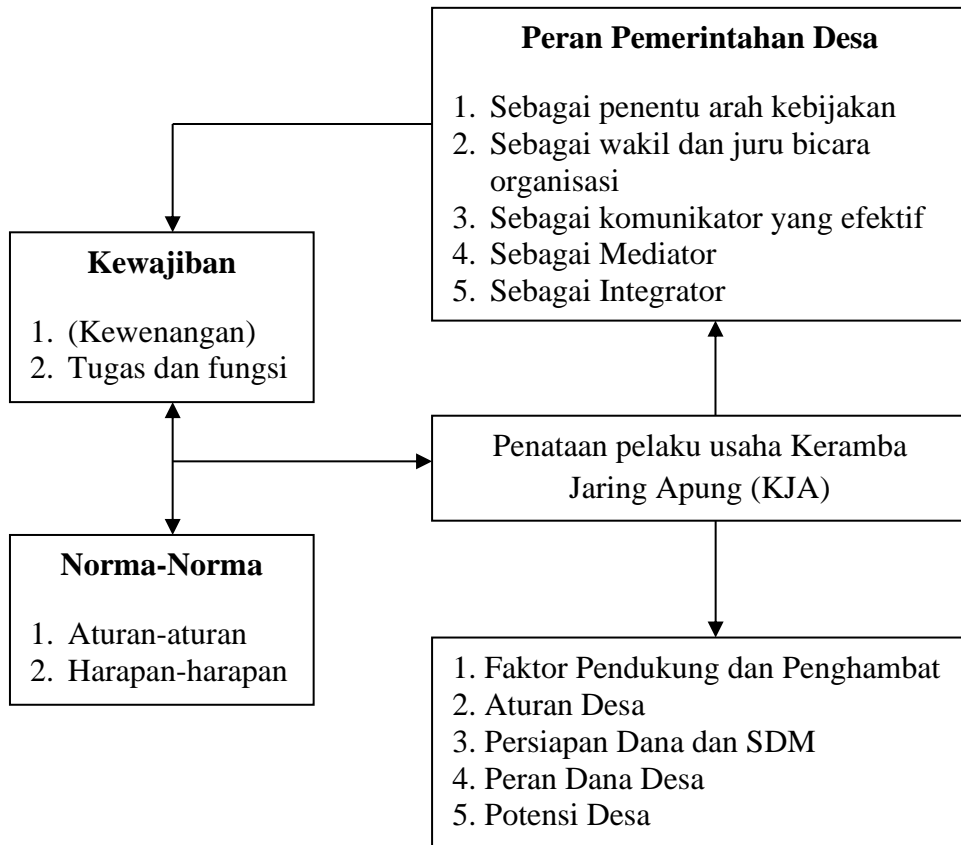 Peran Pemerintahan Desa
1. Sebagai penentu arah kebijakan
2. Sebagai wakil dan juru bicara
organisasi
3. Sebagai komunikator yang efektif
4. Sebagai Mediator
5. Sebagai Integrator
Kewajiban
1. (Kewenangan)
2. Tugas dan fungsi
Penataan pelaku usaha Keramba
Jaring Apung (KJA)
Norma-Norma
1. Aturan-aturan
2. Harapan-harapan
1. Faktor Pendukung dan Penghambat
2. Aturan Desa
3. Persiapan Dana dan SDM
4. Peran Dana Desa
5. Potensi Desa